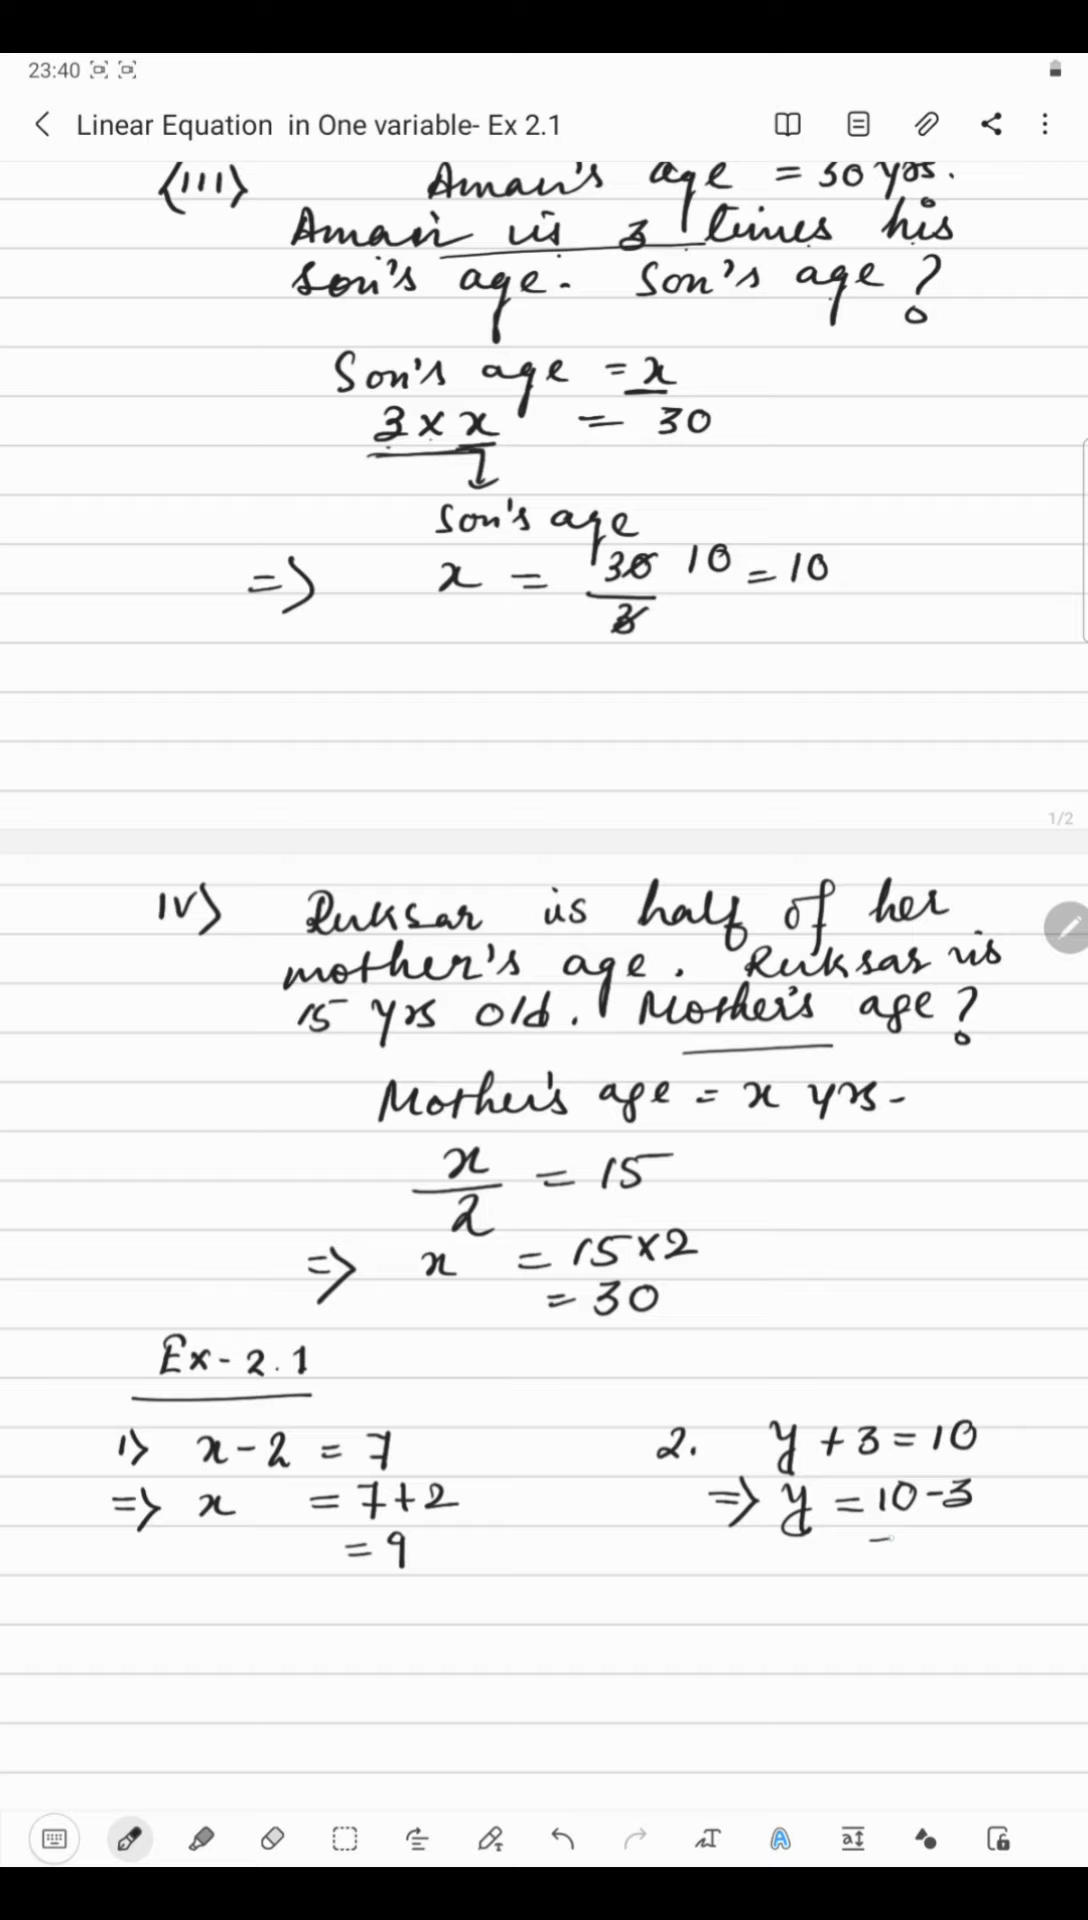 23:40
Linear Equation in One variable- Ex 2.1
(III) Aman's age = 30 yrs.
Aman is 3 times his
son's age. Son's age ?
Son's age = x
3 × x = 30
Son's age
=> x = 30/3 10 = 10
1/2
IV) Ruksar is half of her
mother's age. Ruksar is
15 yrs old. Mother's age ?
Mother's age = x yrs-
x/2 = 15
=> x = 15×2
= 30
Ex-2.1
1) x-2 = 7
=> x = 7+2
= 9
2. y +3=10
=> y =10-3